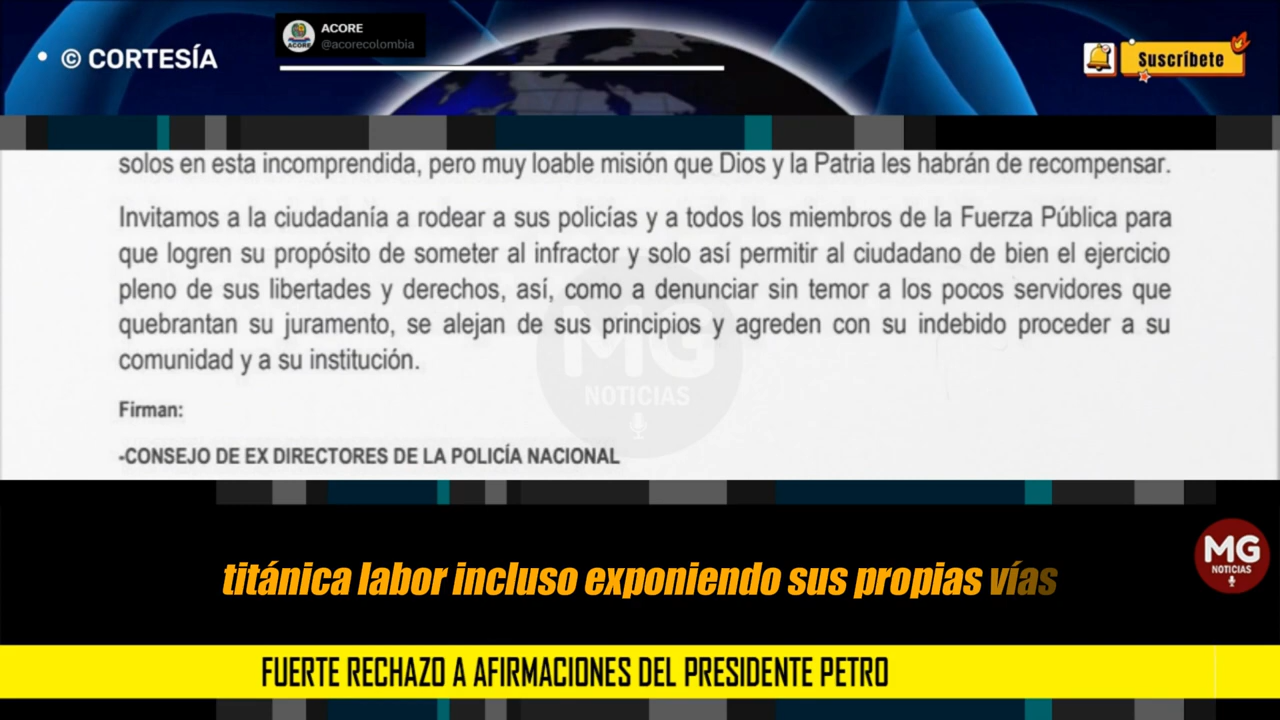 • © CORTESÍA
ACORE
@acorecolombia
ACORE
Suscríbete
solos en esta incomprendida, pero muy loable misión que Dios y la Patria les habrán de recompensar.
Invitamos a la ciudadanía a rodear a sus policías y a todos los miembros de la Fuerza Pública para
que logren su propósito de someter al infractor y solo así permitir al ciudadano de bien el ejercicio
pleno de sus libertades y derechos, así, como a denunciar sin temor a los pocos servidores que
quebrantan su juramento, se alejan de sus principios y agreden con su indebido proceder a su
comunidad y a su institución.
MG
NOTICIAS
Firman:
-CONSEJO DE EX DIRECTORES DE LA POLICÍA NACIONAL
titánica labor incluso exponiendo sus propias vías
MG
NOTICIAS
FUERTE RECHAZO A AFIRMACIONES DEL PRESIDENTE PETRO